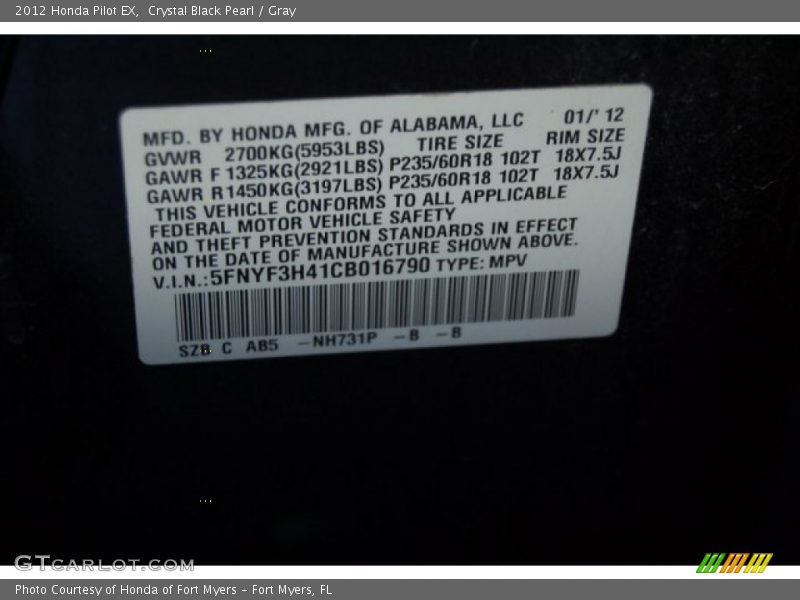 2012 Honda Pilot EX,  Crystal Black Pearl / Gray
MFD. BY HONDA MFG. OF ALABAMA, LLC 01/' 12
GVWR 2700KG(5953LBS) TIRE SIZE RIM SIZE
GAWR F 1325KG(2921LBS) P235/60R18 102T 18X7.5J
GAWR R 1450KG(3197LBS) P235/60R18 102T 18X7.5J
THIS VEHICLE CONFORMS TO ALL APPLICABLE
FEDERAL MOTOR VEHICLE SAFETY
AND THEFT PREVENTION STANDARDS IN EFFECT
ON THE DATE OF MANUFACTURE SHOWN ABOVE.
V.I.N.:5FNYF3H41CB016790 TYPE: MPV
SZB C AB5 -NH731P -B -B
GTCARLOT.COM
Photo Courtesy of Honda of Fort Myers - Fort Myers, FL